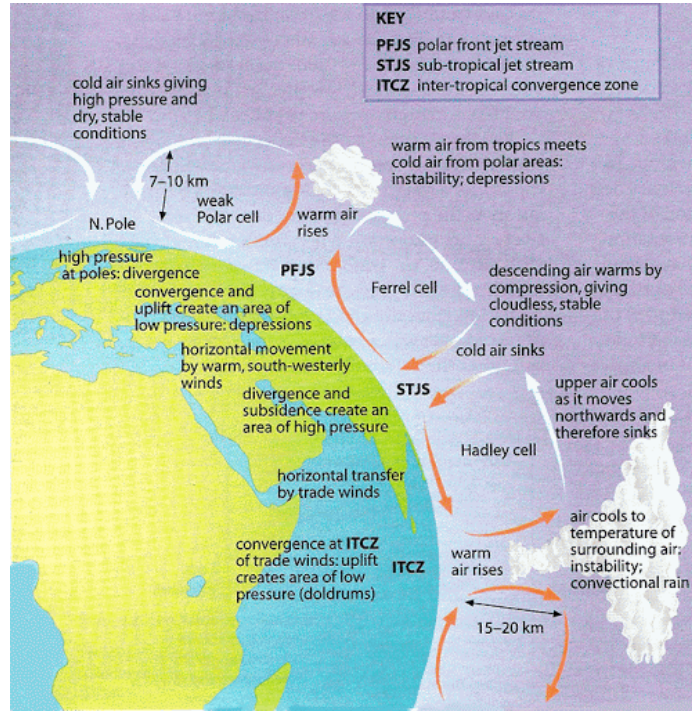 KEY
PFJS polar front jet stream
STJS sub-tropical jet stream
ITCZ inter-tropical convergence zone
cold air sinks giving
high pressure and
dry, stable
conditions
warm air from tropics meets
cold air from polar areas:
instability; depressions
7–10 km
weak
Polar cell
N. Pole
warm air
rises
high pressure
at poles: divergence
PFJS
Ferrel cell
descending air warms by
compression, giving
cloudless, stable
conditions
convergence and
uplift create an area of
low pressure: depressions
cold air sinks
horizontal movement
by warm, south-westerly
winds
STJS
upper air cools
as it moves
northwards and
therefore sinks
divergence and
subsidence create an
area of high pressure
Hadley cell
horizontal transfer
by trade winds
air cools to
temperature of
surrounding air:
instability;
convectional rain
convergence at ITCZ
of trade winds: uplift
creates area of low
pressure (doldrums)
ITCZ
warm
air rises
15–20 km